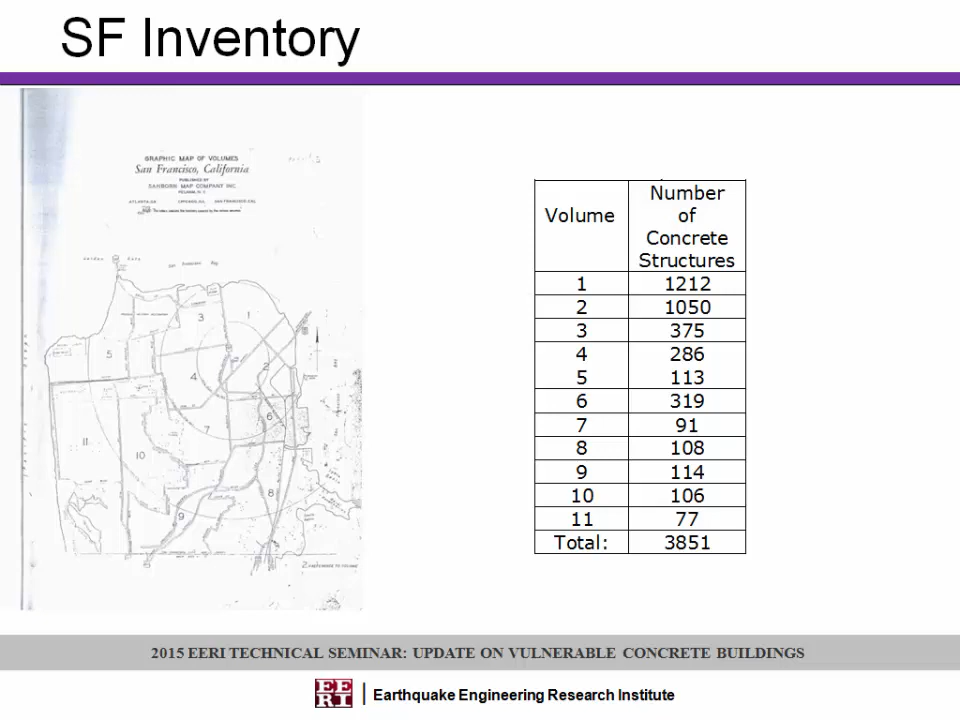 SF Inventory
GRAPHIC MAP OF VOLUMES
San Francisco, California
PUBLISHED BY
SANBORN MAP COMPANY INC.
3
1
5
2
4
6
7
11
10
8
9
Volume
Number
of
Concrete
Structures
1 1212
2 1050
3 375
4 286
5 113
6 319
7 91
8 108
9 114
10 106
11 77
Total: 3851
2015 EERI TECHNICAL SEMINAR: UPDATE ON VULNERABLE CONCRETE BUILDINGS
EE
RI
Earthquake Engineering Research Institute